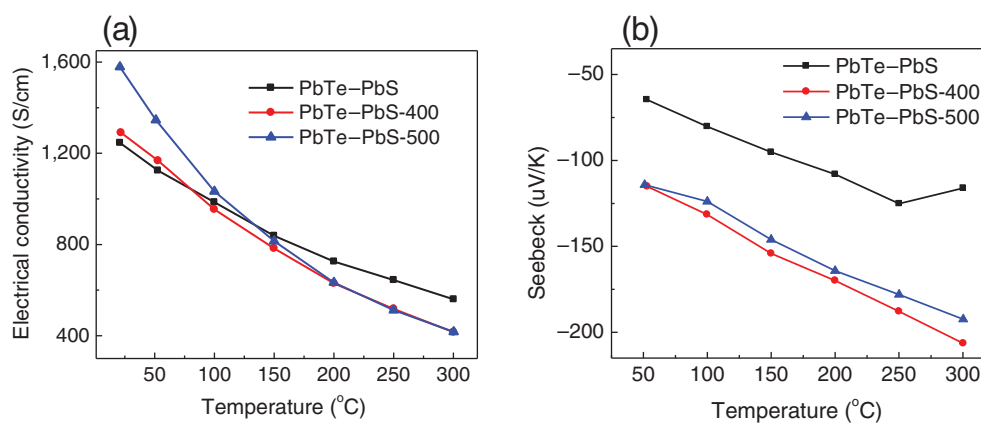 (a)
1,600
1,200
800
400
Electrical conductivity (S/cm)
PbTe–PbS
PbTe–PbS-400
PbTe–PbS-500
50 100 150 200 250 300
Temperature (°C)
(b)
−50
−100
−150
−200
Seebeck (uV/K)
PbTe–PbS
PbTe–PbS-400
PbTe–PbS-500
50 100 150 200 250 300
Temperature (°C)